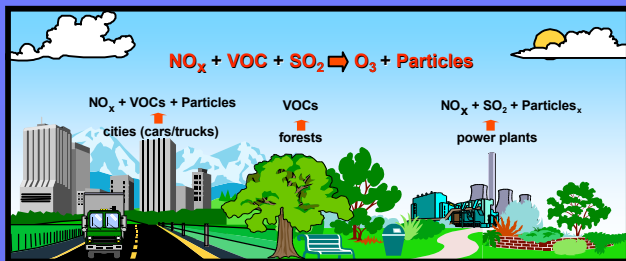 NOₓ + VOC + SO₂ ➡ O₃ + Particles
NOₓ + VOCs + Particles
cities (cars/trucks)
VOCs
forests
NOₓ + SO₂ + Particlesₓ
power plants